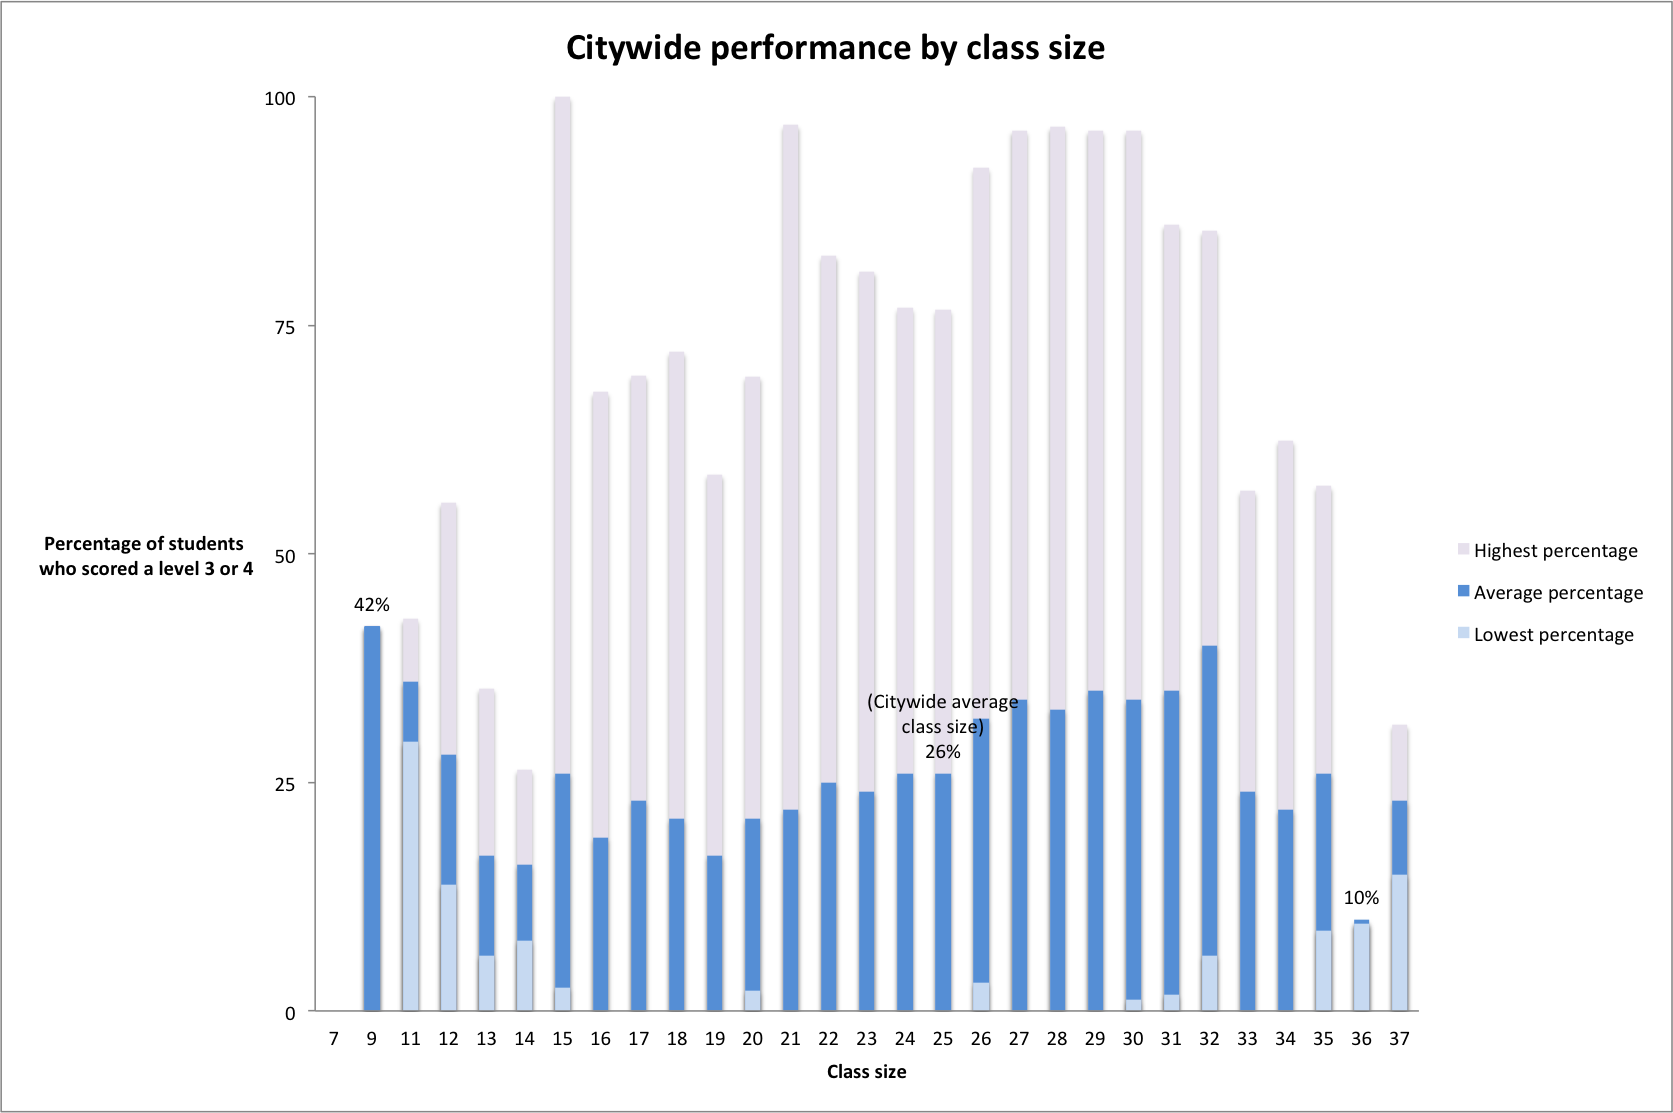 Citywide performance by class size
100
75
50
25
0
Percentage of students
who scored a level 3 or 4
42%
(Citywide average
class size)
26%
10%
Highest percentage
Average percentage
Lowest percentage
7 9 11 12 13 14 15 16 17 18 19 20 21 22 23 24 25 26 27 28 29 30 31 32 33 34 35 36 37
Class size